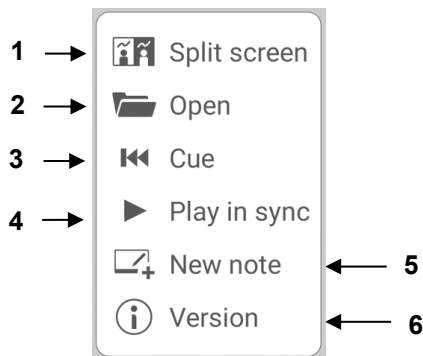 1 Split screen
2 Open
3 Cue
4 Play in sync
New note 5
Version 6